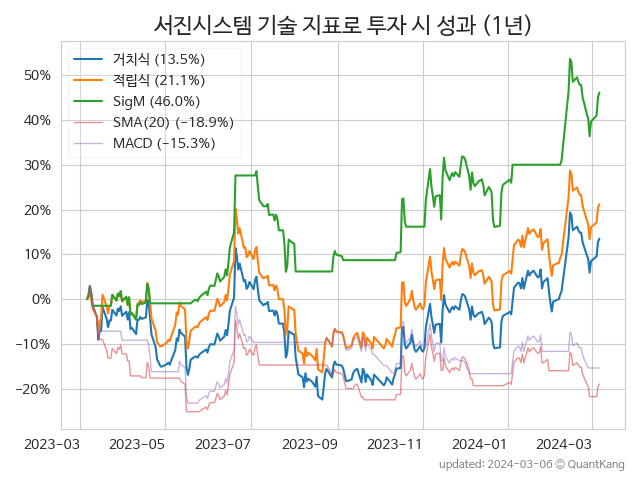 서진시스템 기술 지표로 투자 시 성과 (1년)
거치식 (13.5%)
적립식 (21.1%)
SigM (46.0%)
SMA(20) (−18.9%)
MACD (−15.3%)
50%
40%
30%
20%
10%
0%
−10%
−20%
2023−03
2023−05
2023−07
2023−09
2023−11
2024−01
2024−03
updated: 2024−03−06 ⓒ QuantKang